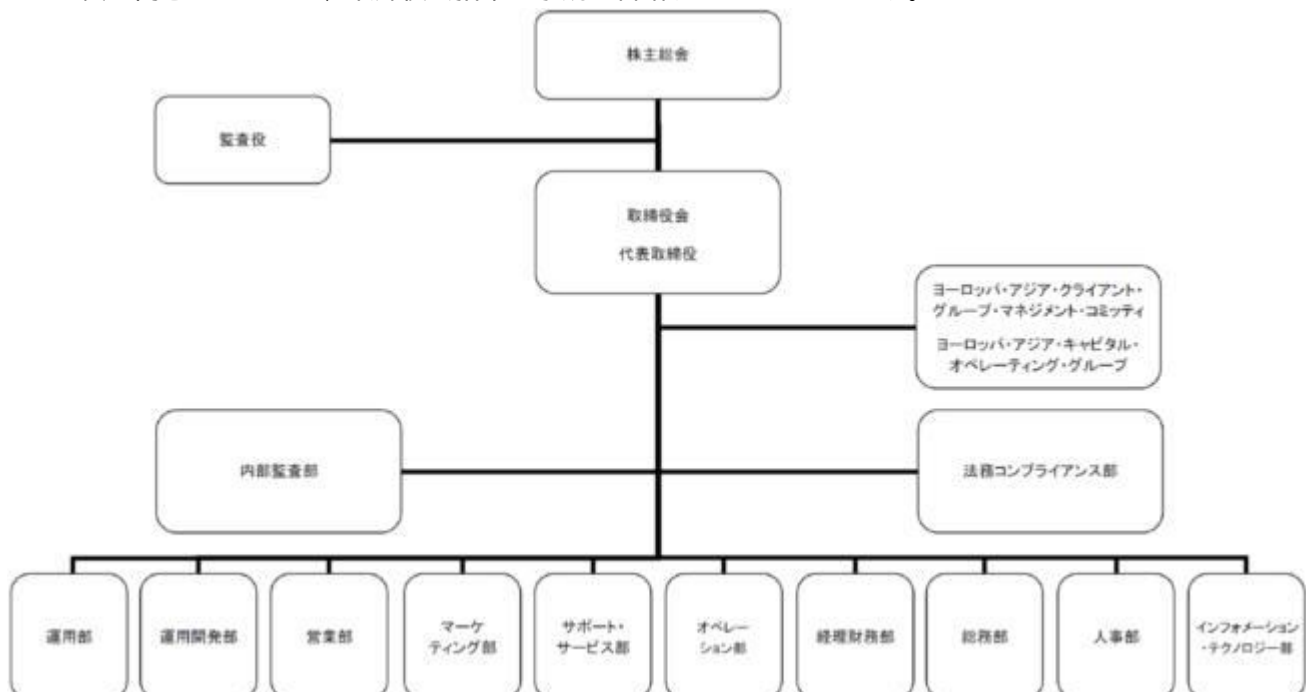 株主総会
監査役
取締役会
代表取締役
ヨーロッパ・アジア・クライアント・
グループ・マネジメント・コミッティ
ヨーロッパ・アジア・キャピタル・
オペレーティング・グループ
内部監査部
法務コンプライアンス部
運用部
運用開発部
営業部
マーケ
ティング部
サポート・
サービス部
オペレー
ション部
経理財務部
総務部
人事部
インフォメーション
・テクノロジー部